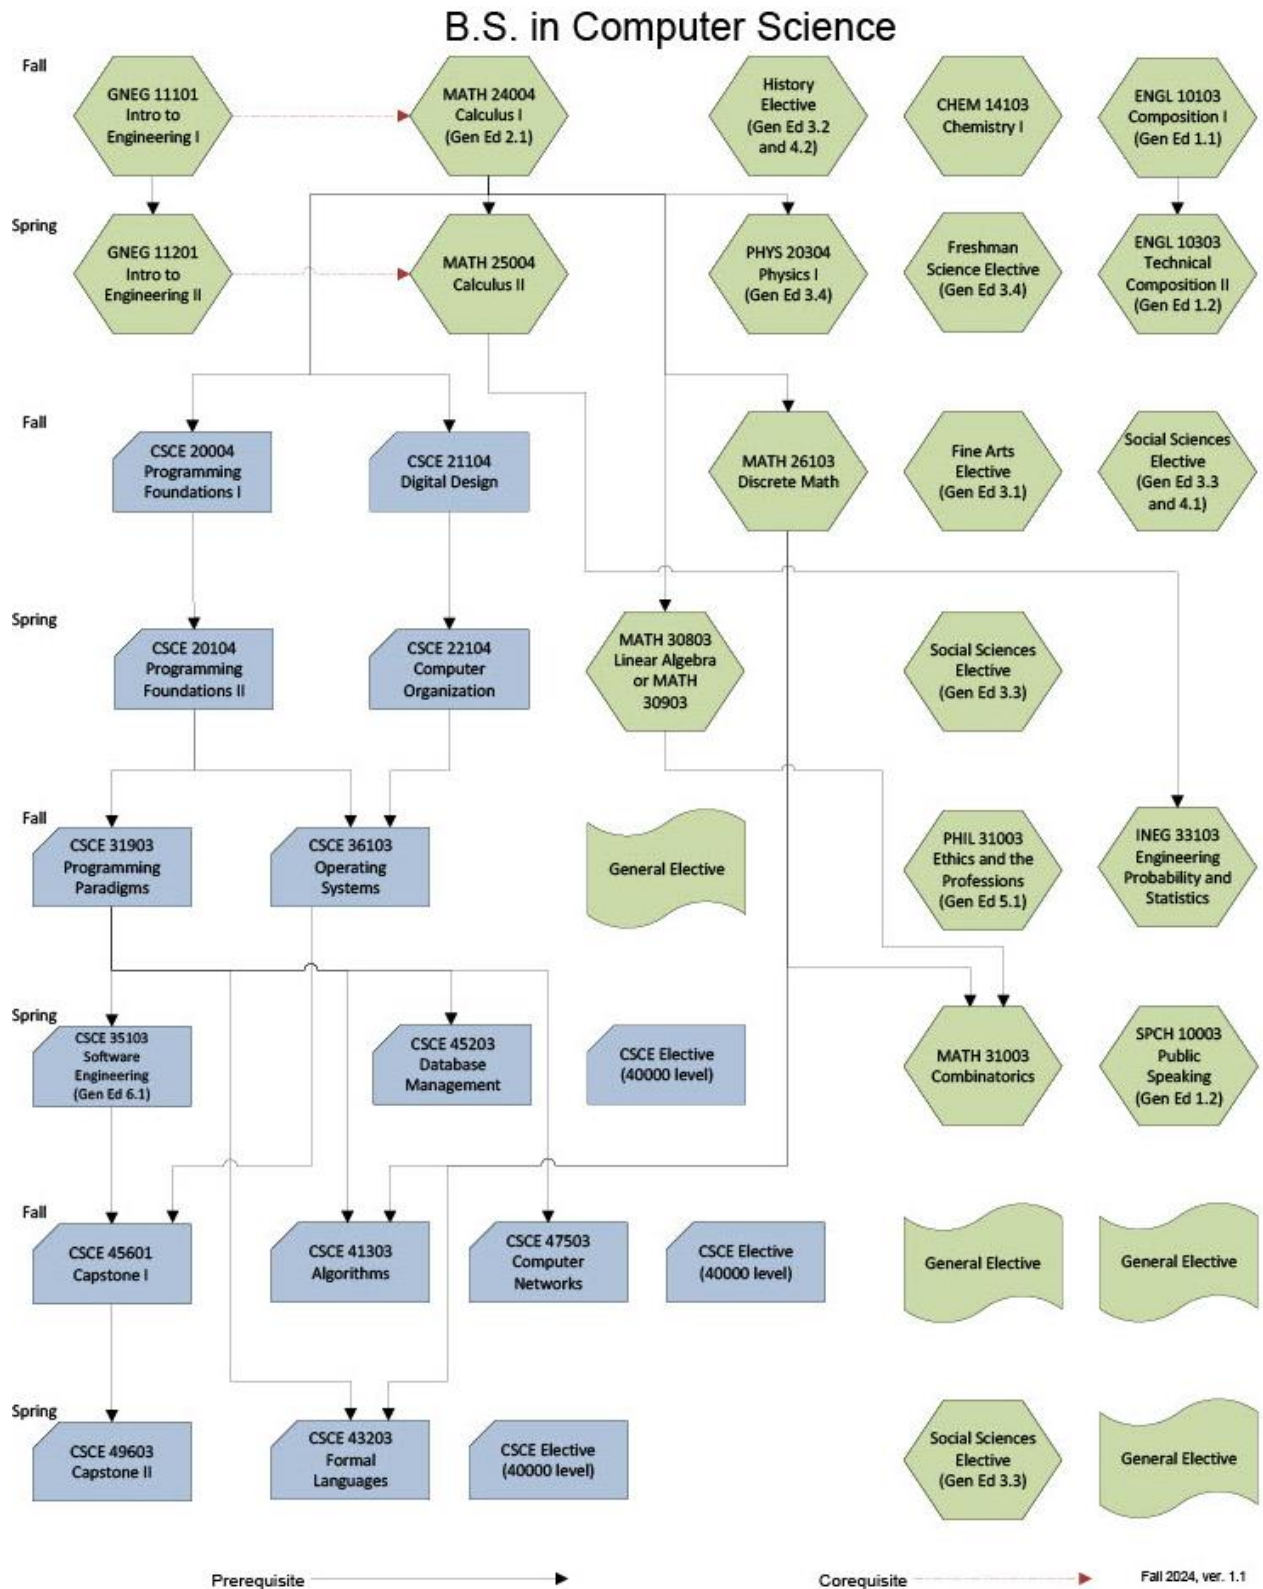 B.S. in Computer Science
Fall
GNEG 11101
Intro to
Engineering I
MATH 24004
Calculus I
(Gen Ed 2.1)
History
Elective
(Gen Ed 3.2
and 4.2)
CHEM 14103
Chemistry I
ENGL 10103
Composition I
(Gen Ed 1.1)
Spring
GNEG 11201
Intro to
Engineering II
MATH 25004
Calculus II
PHYS 20304
Physics I
(Gen Ed 3.4)
Freshman
Science Elective
(Gen Ed 3.4)
ENGL 10303
Technical
Composition II
(Gen Ed 1.2)
Fall
CSCE 20004
Programming
Foundations I
CSCE 21104
Digital Design
MATH 26103
Discrete Math
Fine Arts
Elective
(Gen Ed 3.1)
Social Sciences
Elective
(Gen Ed 3.3
and 4.1)
Spring
CSCE 20104
Programming
Foundations II
CSCE 22104
Computer
Organization
MATH 30803
Linear Algebra
or MATH
30903
Social Sciences
Elective
(Gen Ed 3.3)
Fall
CSCE 31903
Programming
Paradigms
CSCE 36103
Operating
Systems
General Elective
PHIL 31003
Ethics and the
Professions
(Gen Ed 5.1)
INEG 33103
Engineering
Probability and
Statistics
Spring
CSCE 35103
Software
Engineering
(Gen Ed 6.1)
CSCE 45203
Database
Management
CSCE Elective
(40000 level)
MATH 31003
Combinatorics
SPCH 10003
Public
Speaking
(Gen Ed 1.2)
Fall
CSCE 45601
Capstone I
CSCE 41303
Algorithms
CSCE 47503
Computer
Networks
CSCE Elective
(40000 level)
General Elective
General Elective
Spring
CSCE 49603
Capstone II
CSCE 43203
Formal
Languages
CSCE Elective
(40000 level)
Social Sciences
Elective
(Gen Ed 3.3)
General Elective
Prerequisite
Corequisite
Fall 2024, ver. 1.1